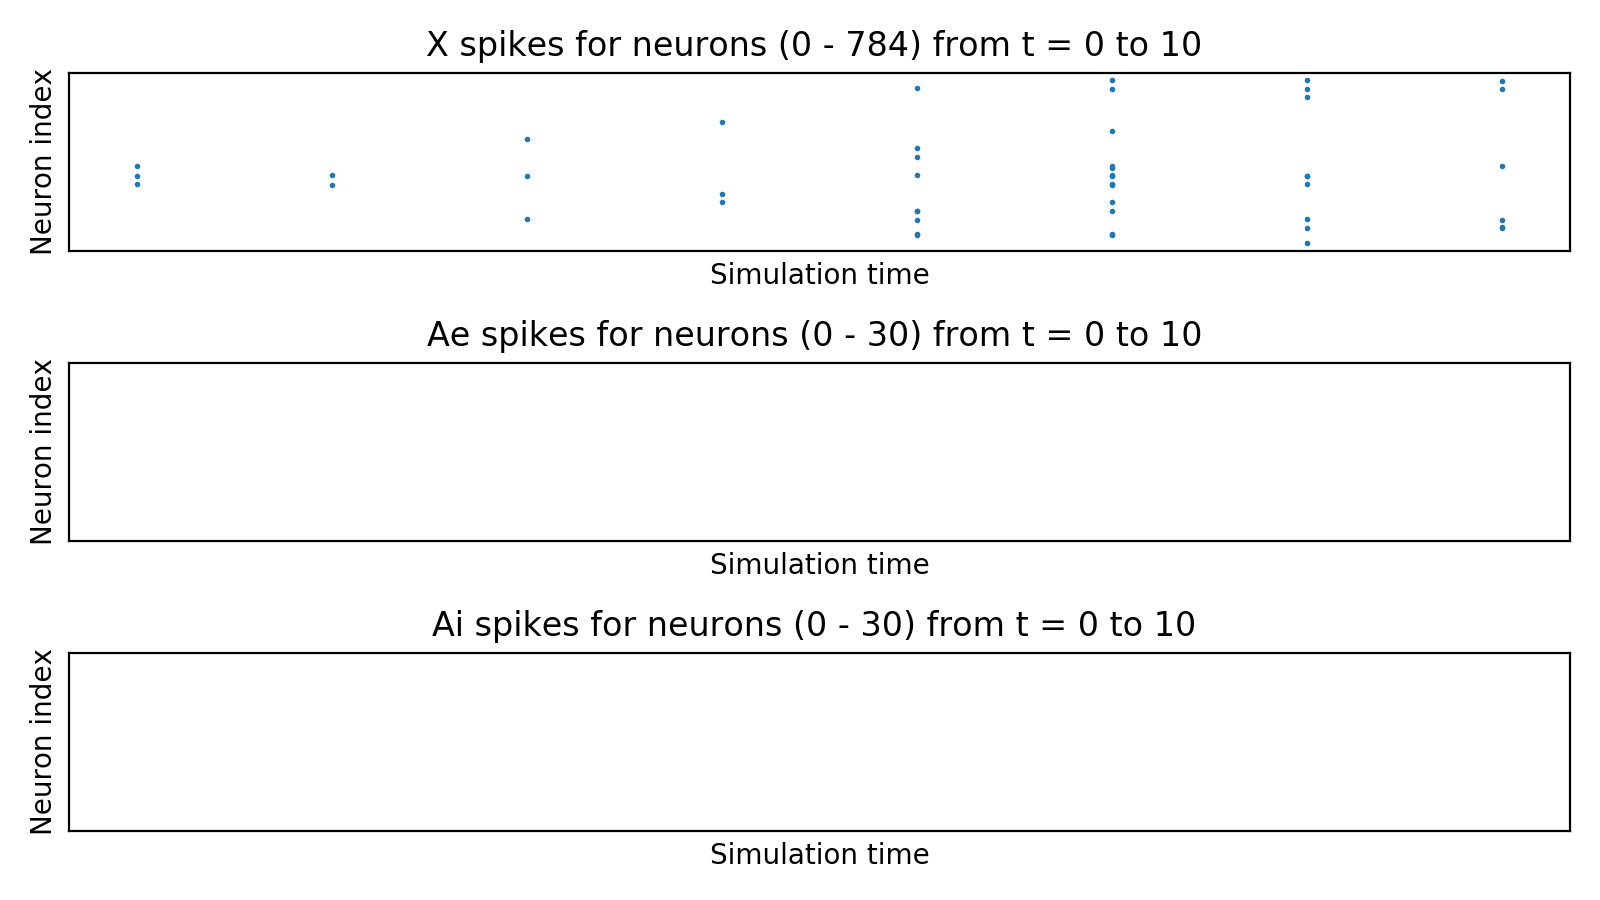 X spikes for neurons (0 - 784) from t = 0 to 10
Neuron index
Simulation time
Ae spikes for neurons (0 - 30) from t = 0 to 10
Neuron index
Simulation time
Ai spikes for neurons (0 - 30) from t = 0 to 10
Neuron index
Simulation time